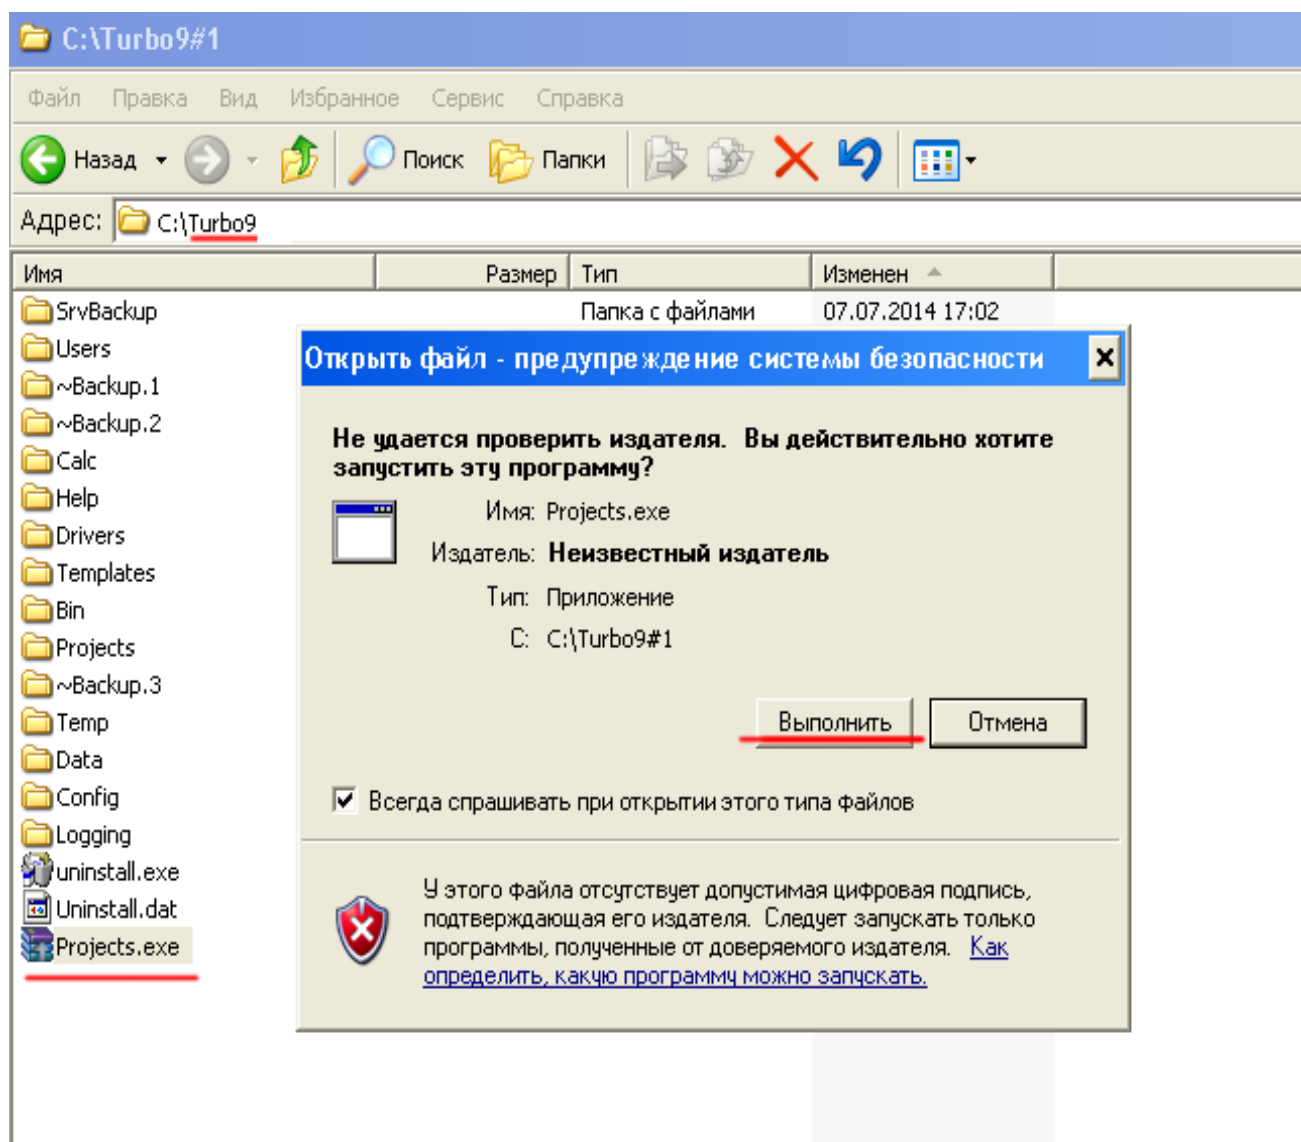 C:\Turbo9#1
Файл Правка Вид Избранное Сервис Справка
Назад Поиск Папки
Адрес: C:\Turbo9
Имя Размер Тип Изменен
SrvBackup Папка с файлами 07.07.2014 17:02
Users
~Backup.1
~Backup.2
Calc
Help
Drivers
Templates
Bin
Projects
~Backup.3
Temp
Data
Config
Logging
uninstall.exe
Uninstall.dat
Projects.exe
Открыть файл - предупреждение системы безопасности
Не удается проверить издателя. Вы действительно хотите
запустить эту программу?
Имя: Projects.exe
Издатель: Неизвестный издатель
Тип: Приложение
С: C:\Turbo9#1
Выполнить Отмена
Всегда спрашивать при открытии этого типа файлов
У этого файла отсутствует допустимая цифровая подпись,
подтверждающая его издателя. Следует запускать только
программы, полученные от доверяемого издателя. Как
определить, какую программу можно запускать.